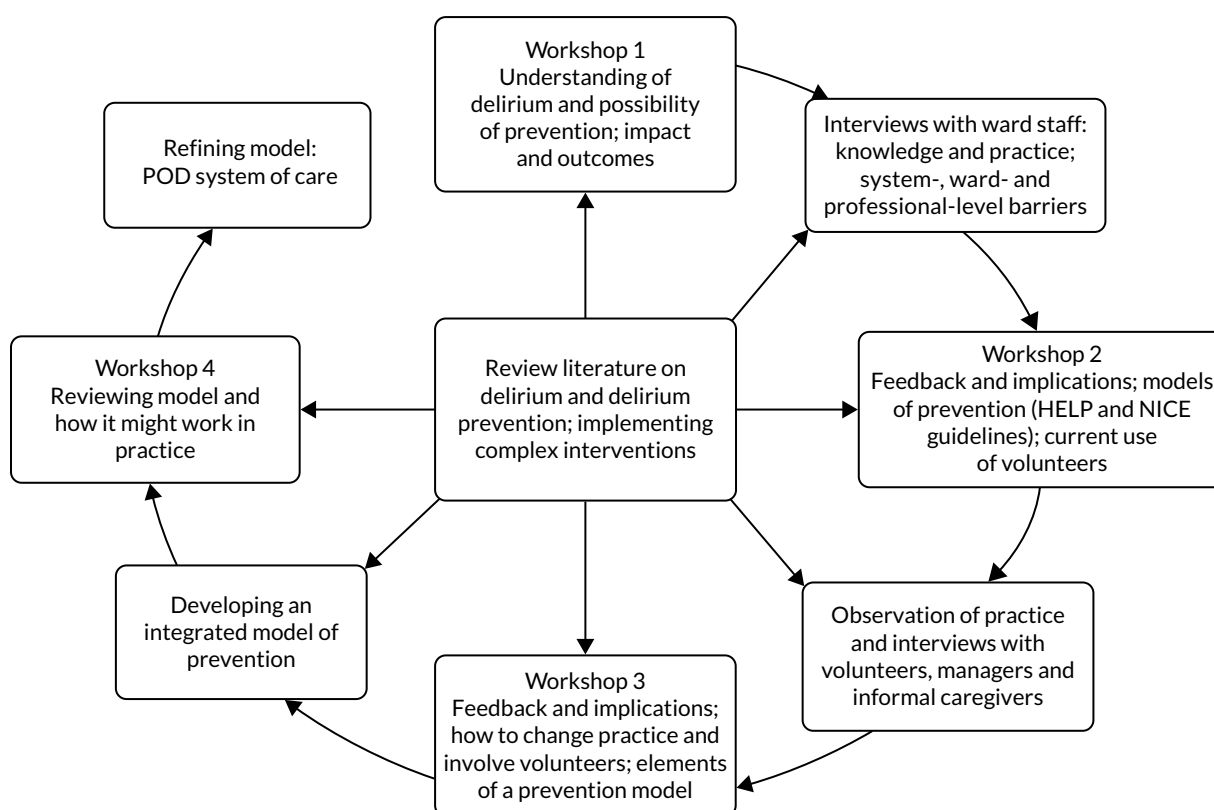 Workshop 1
Understanding of
delirium and possibility
of prevention; impact
and outcomes
Interviews with ward staff:
knowledge and practice;
system-, ward- and
professional-level barriers
Workshop 2
Feedback and implications; models
of prevention (HELP and NICE
guidelines); current use
of volunteers
Observation of practice
and interviews with
volunteers, managers and
informal caregivers
Workshop 3
Feedback and implications;
how to change practice and
involve volunteers; elements
of a prevention model
Developing an
integrated model of
prevention
Workshop 4
Reviewing model and
how it might work in
practice
Refining model:
POD system of care
Review literature on
delirium and delirium
prevention; implementing
complex interventions